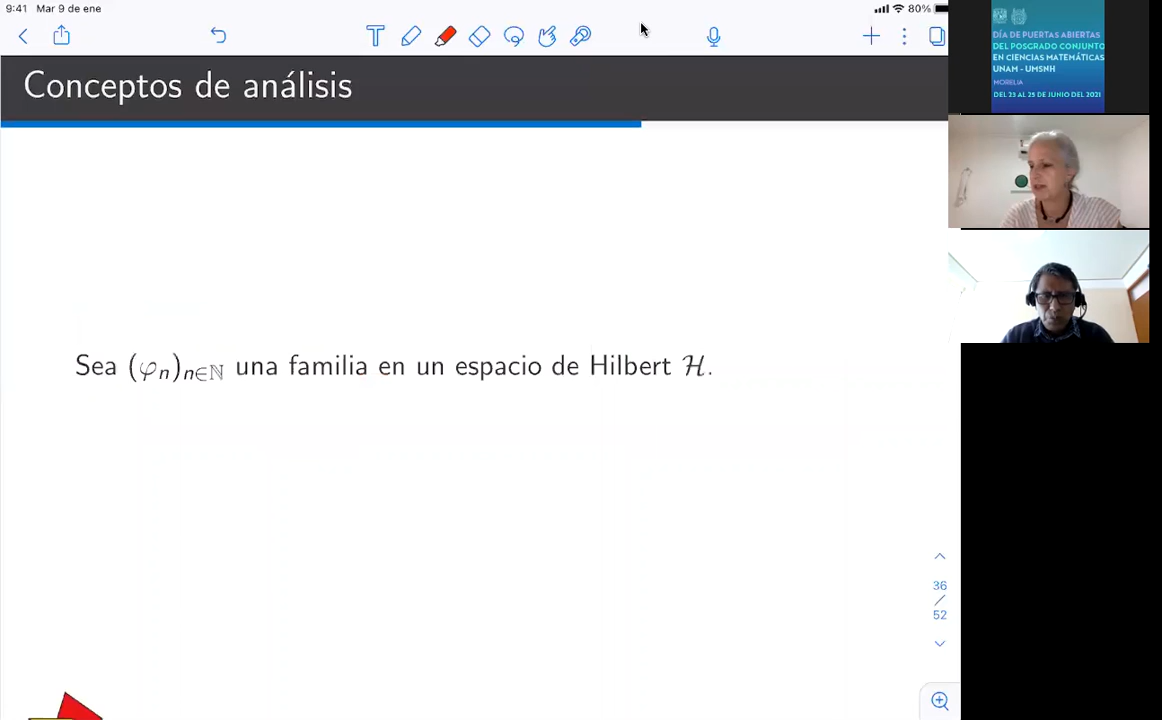 9:41 Mar 9 de ene
80%
Conceptos de análisis
Sea (φₙ)ₙ∈ℕ una familia en un espacio de Hilbert ℋ.
36
/
52
DÍA DE PUERTAS ABIERTAS
DEL POSGRADO CONJUNTO
EN CIENCIAS MATEMÁTICAS
UNAM - UMSNH
MORELIA
DEL 23 AL 25 DE JUNIO DEL 2021